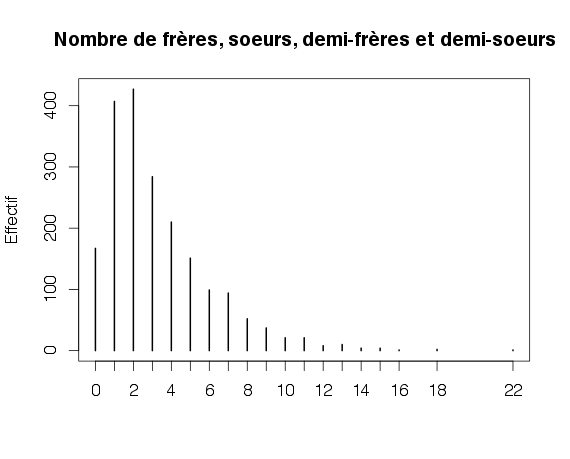 Nombre de frères, soeurs, demi-frères et demi-soeurs
Effectif
400
300
200
100
0
0 2 4 6 8 10 12 14 16 18 22